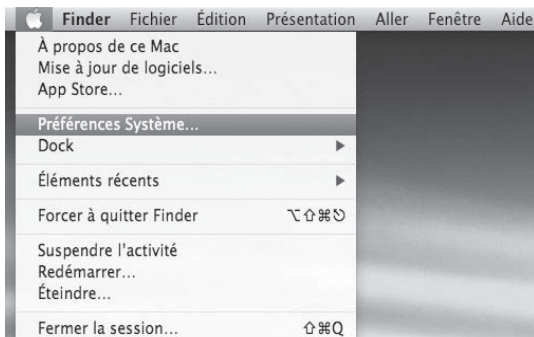 Finder Fichier Édition Présentation Aller Fenêtre Aide
À propos de ce Mac
Mise à jour de logiciels...
App Store...
Préférences Système...
Dock
Éléments récents
Forcer à quitter Finder ⌥⇧⌘⎋
Suspendre l'activité
Redémarrer...
Éteindre...
Fermer la session... ⇧⌘Q